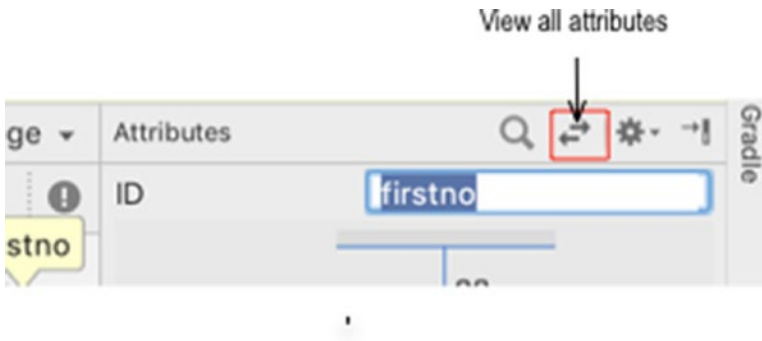 View all attributes
ge
Attributes
Gradle
ID
firstno
stno